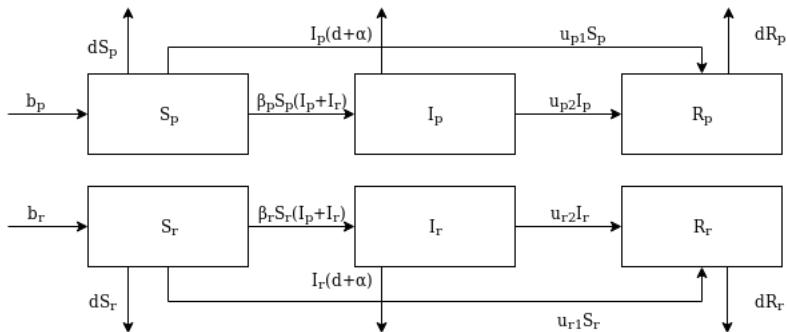 I_p(d+α) u_p1S_p
dS_p dR_p
b_p S_p β_pS_p(I_p+I_r) I_p u_p2I_p R_p
b_r S_r β_rS_r(I_p+I_r) I_r u_r2I_r R_r
dS_r I_r(d+α) dR_r
u_r1S_r